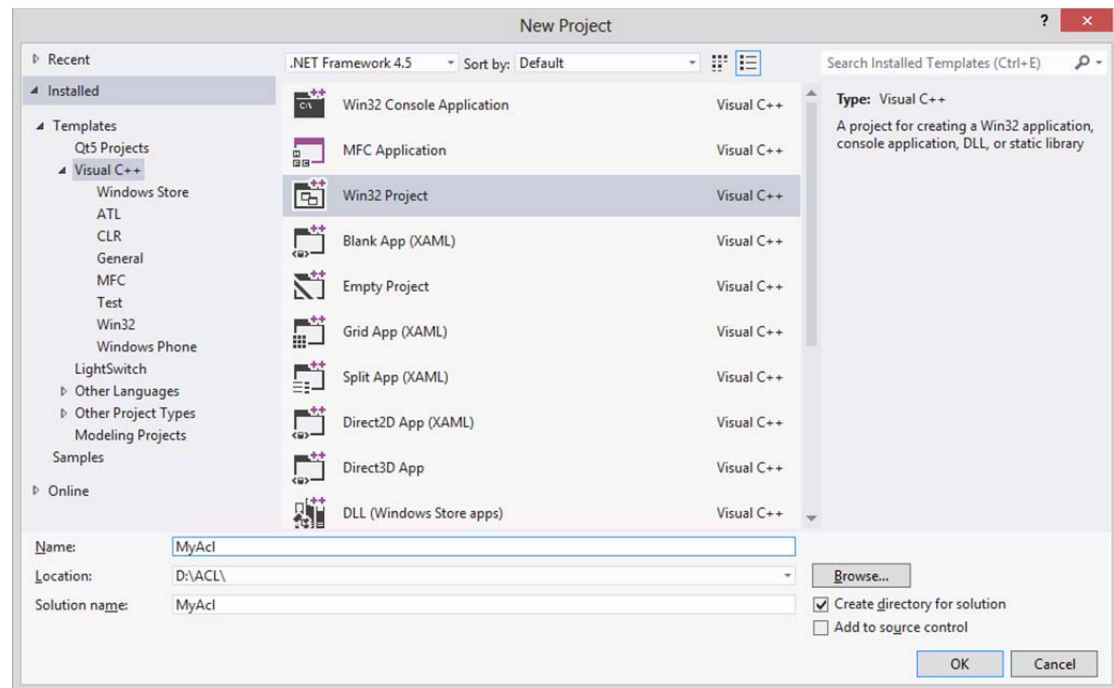 New Project
?
×
Recent
Installed
Templates
Qt5 Projects
Visual C++
Windows Store
ATL
CLR
General
MFC
Test
Win32
Windows Phone
LightSwitch
Other Languages
Other Project Types
Modeling Projects
Samples
Online
.NET Framework 4.5 Sort by: Default
Win32 Console Application Visual C++
MFC Application Visual C++
Win32 Project Visual C++
Blank App (XAML) Visual C++
Empty Project Visual C++
Grid App (XAML) Visual C++
Split App (XAML) Visual C++
Direct2D App (XAML) Visual C++
Direct3D App Visual C++
DLL (Windows Store apps) Visual C++
Search Installed Templates (Ctrl+E)
Type: Visual C++
A project for creating a Win32 application,
console application, DLL, or static library
Name: MyAcl
Location: D:\ACL\
Solution name: MyAcl
Browse...
Create directory for solution
Add to source control
OK Cancel